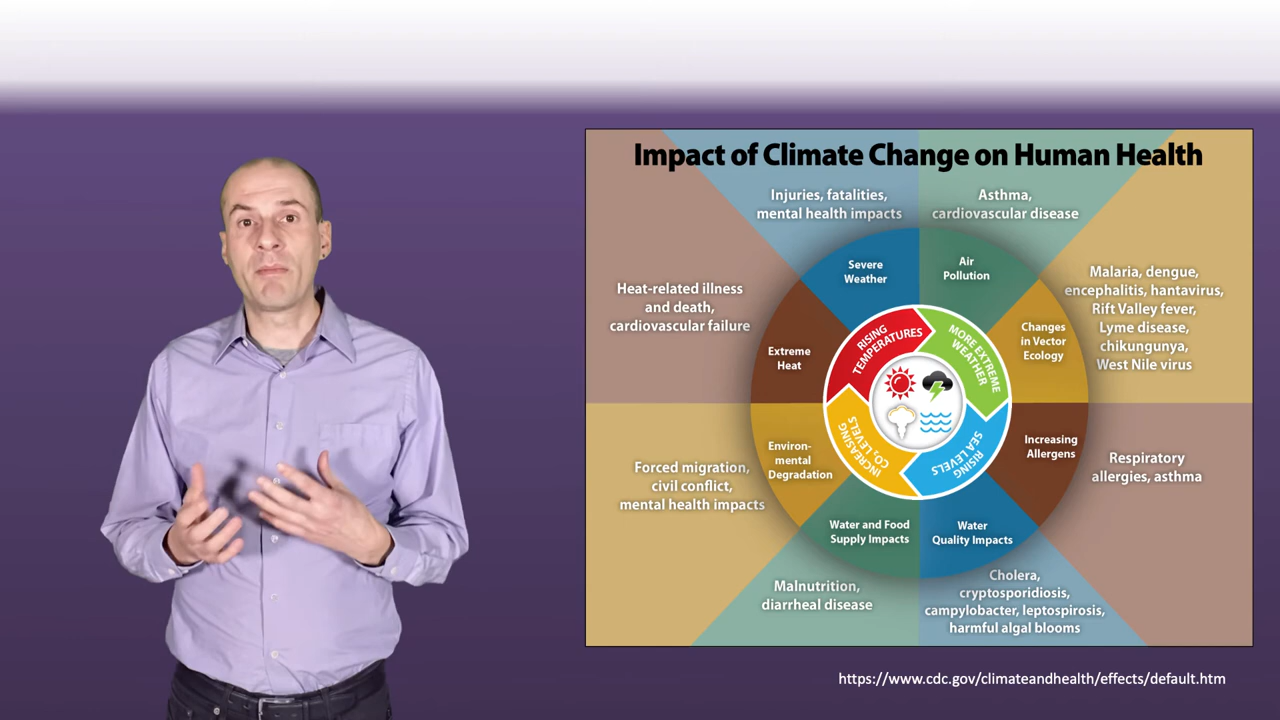 Impact of Climate Change on Human Health
Injuries, fatalities,
mental health impacts
Asthma,
cardiovascular disease
Severe
Weather
Air
Pollution
Heat-related illness
and death,
cardiovascular failure
Extreme
Heat
Changes
in Vector
Ecology
Malaria, dengue,
encephalitis, hantavirus,
Rift Valley fever,
Lyme disease,
chikungunya,
West Nile virus
RISING
TEMPERATURES
MORE EXTREME
WEATHER
INCREASING
CO₂ LEVELS
RISING
SEA LEVELS
Forced migration,
civil conflict,
mental health impacts
Environ-
mental
Degradation
Increasing
Allergens
Respiratory
allergies, asthma
Water and Food
Supply Impacts
Water
Quality Impacts
Malnutrition,
diarrheal disease
Cholera,
cryptosporidiosis,
campylobacter, leptospirosis,
harmful algal blooms
https://www.cdc.gov/climateandhealth/effects/default.htm